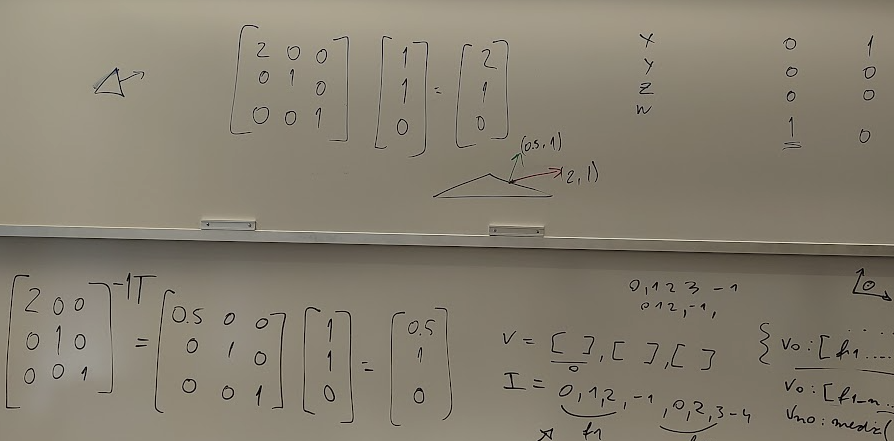 2 0 0 1 2
0 1 0 1 = 1
0 0 1 0 0
x 0 1
y 0 0
z 0 0
w 1 0
(0.5, 1)
(2, 1)
2 0 0 -1T 0.5 0 0 1 0.5
0 1 0 = 0 1 0 1 = 1
0 0 1 0 0 1 0 0
0,1 2 3 -1
0 1 2, -1,
V = [ ], [ ], [ ]
0
I = 0,1,2, -1, 0,2,3-4
f1
{ V0: [f1....
V0: [f1-n..
Vno: media(